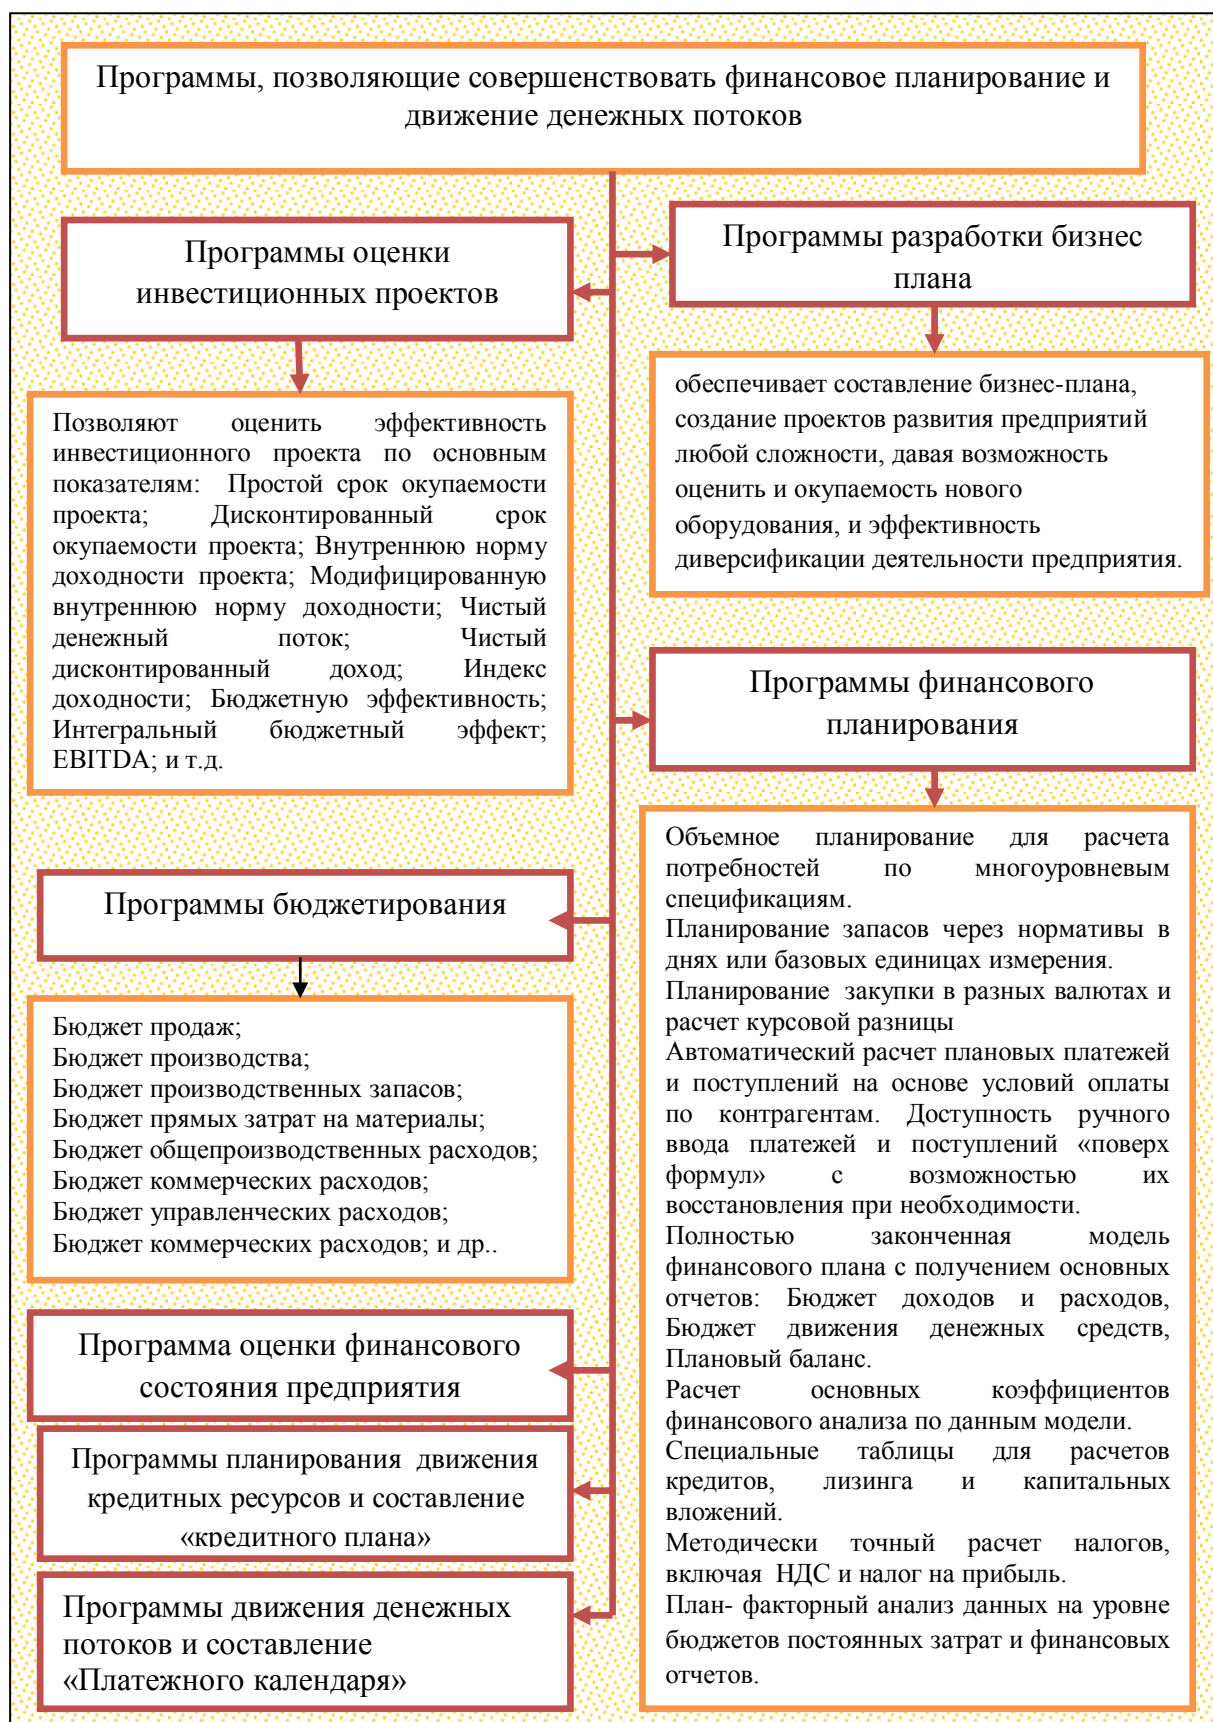 Программы, позволяющие совершенствовать финансовое планирование и
движение денежных потоков
Программы оценки
инвестиционных проектов
Позволяют оценить эффективность
инвестиционного проекта по основным
показателям: Простой срок окупаемости
проекта; Дисконтированный срок
окупаемости проекта; Внутреннюю норму
доходности проекта; Модифицированную
внутреннюю норму доходности; Чистый
денежный поток; Чистый
дисконтированный доход; Индекс
доходности; Бюджетную эффективность;
Интегральный бюджетный эффект;
EBITDA; и т.д.
Программы разработки бизнес
плана
обеспечивает составление бизнес-плана,
создание проектов развития предприятий
любой сложности, давая возможность
оценить и окупаемость нового
оборудования, и эффективность
диверсификации деятельности предприятия.
Программы финансового
планирования
Объемное планирование для расчета
потребностей по многоуровневым
спецификациям.
Планирование запасов через нормативы в
днях или базовых единицах измерения.
Планирование закупки в разных валютах и
расчет курсовой разницы
Автоматический расчет плановых платежей
и поступлений на основе условий оплаты
по контрагентам. Доступность ручного
ввода платежей и поступлений «поверх
формул» с возможностью их
восстановления при необходимости.
Полностью законченная модель
финансового плана с получением основных
отчетов: Бюджет доходов и расходов,
Бюджет движения денежных средств,
Плановый баланс.
Расчет основных коэффициентов
финансового анализа по данным модели.
Специальные таблицы для расчетов
кредитов, лизинга и капитальных
вложений.
Методически точный расчет налогов,
включая НДС и налог на прибыль.
План- факторный анализ данных на уровне
бюджетов постоянных затрат и финансовых
отчетов.
Программы бюджетирования
Бюджет продаж;
Бюджет производства;
Бюджет производственных запасов;
Бюджет прямых затрат на материалы;
Бюджет общепроизводственных расходов;
Бюджет коммерческих расходов;
Бюджет управленческих расходов;
Бюджет коммерческих расходов; и др..
Программа оценки финансового
состояния предприятия
Программы планирования движения
кредитных ресурсов и составление
«кредитного плана»
Программы движения денежных
потоков и составление
«Платежного календаря»